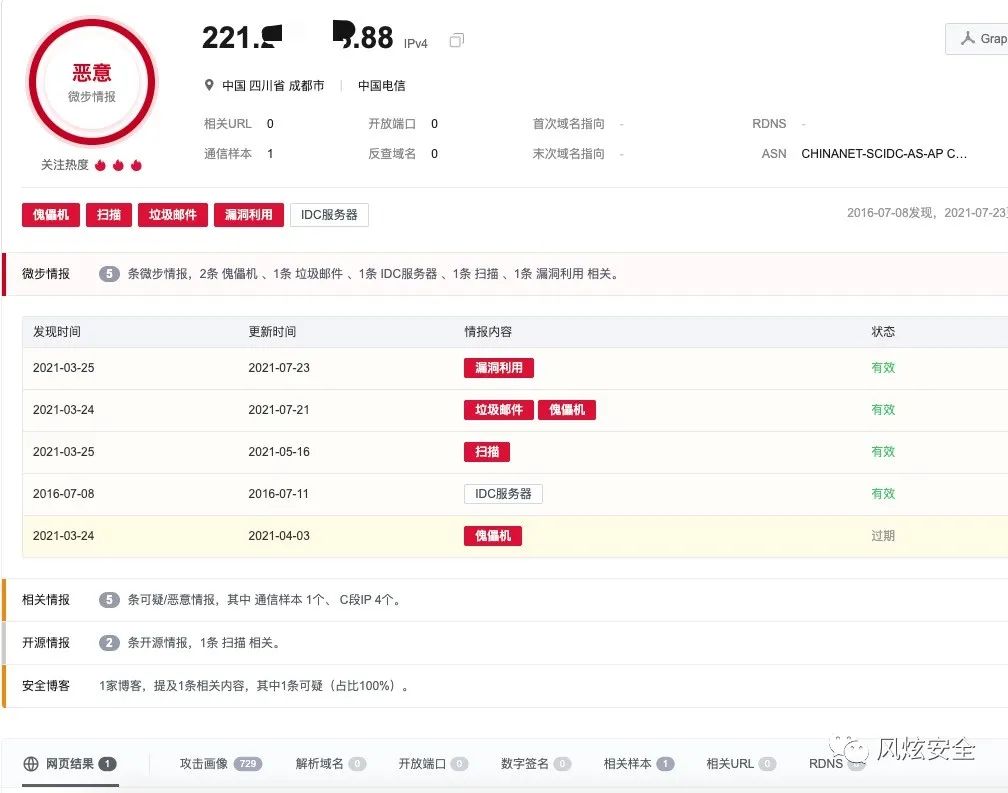 221.
.88 IPv4
Grap
恶意
微步情报
中国 四川省 成都市 中国电信
相关URL 0 开放端口 0 首次域名指向 - RDNS -
通信样本 1 反查域名 0 末次域名指向 - ASN CHINANET-SCIDC-AS-AP C…
关注热度
傀儡机 扫描 垃圾邮件 漏洞利用 IDC服务器 2016-07-08发现，2021-07-23
微步情报 5 条微步情报，2条 傀儡机 、1条 垃圾邮件 、1条 IDC服务器 、1条 扫描 、1条 漏洞利用 相关。
发现时间 更新时间 情报内容 状态
2021-03-25 2021-07-23 漏洞利用 有效
2021-03-24 2021-07-21 垃圾邮件 傀儡机 有效
2021-03-25 2021-05-16 扫描 有效
2016-07-08 2016-07-11 IDC服务器 有效
2021-03-24 2021-04-03 傀儡机 过期
相关情报 5 条可疑/恶意情报，其中 通信样本 1个、 C段IP 4个。
开源情报 2 条开源情报，1条 扫描 相关。
安全博客 1家博客，提及1条相关内容，其中1条可疑（占比100%）。
风炫安全
网页结果 1 攻击画像 729 解析域名 0 开放端口 0 数字签名 0 相关样本 1 相关URL 0 RDNS